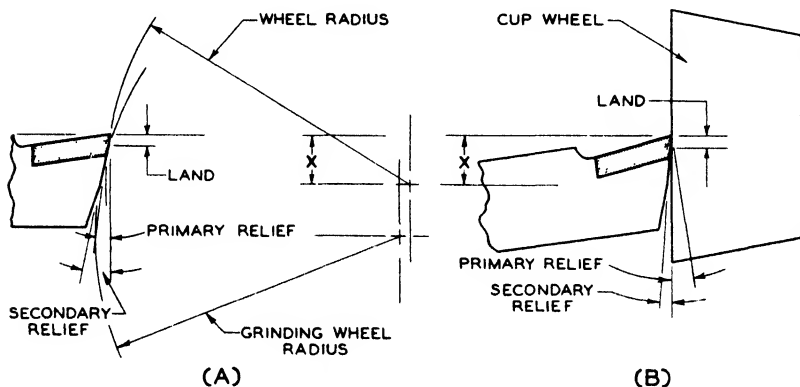 WHEEL RADIUS
X
LAND
PRIMARY RELIEF
SECONDARY
RELIEF
GRINDING WHEEL
RADIUS
(A)
CUP WHEEL
LAND
X
PRIMARY RELIEF
SECONDARY
RELIEF
(B)